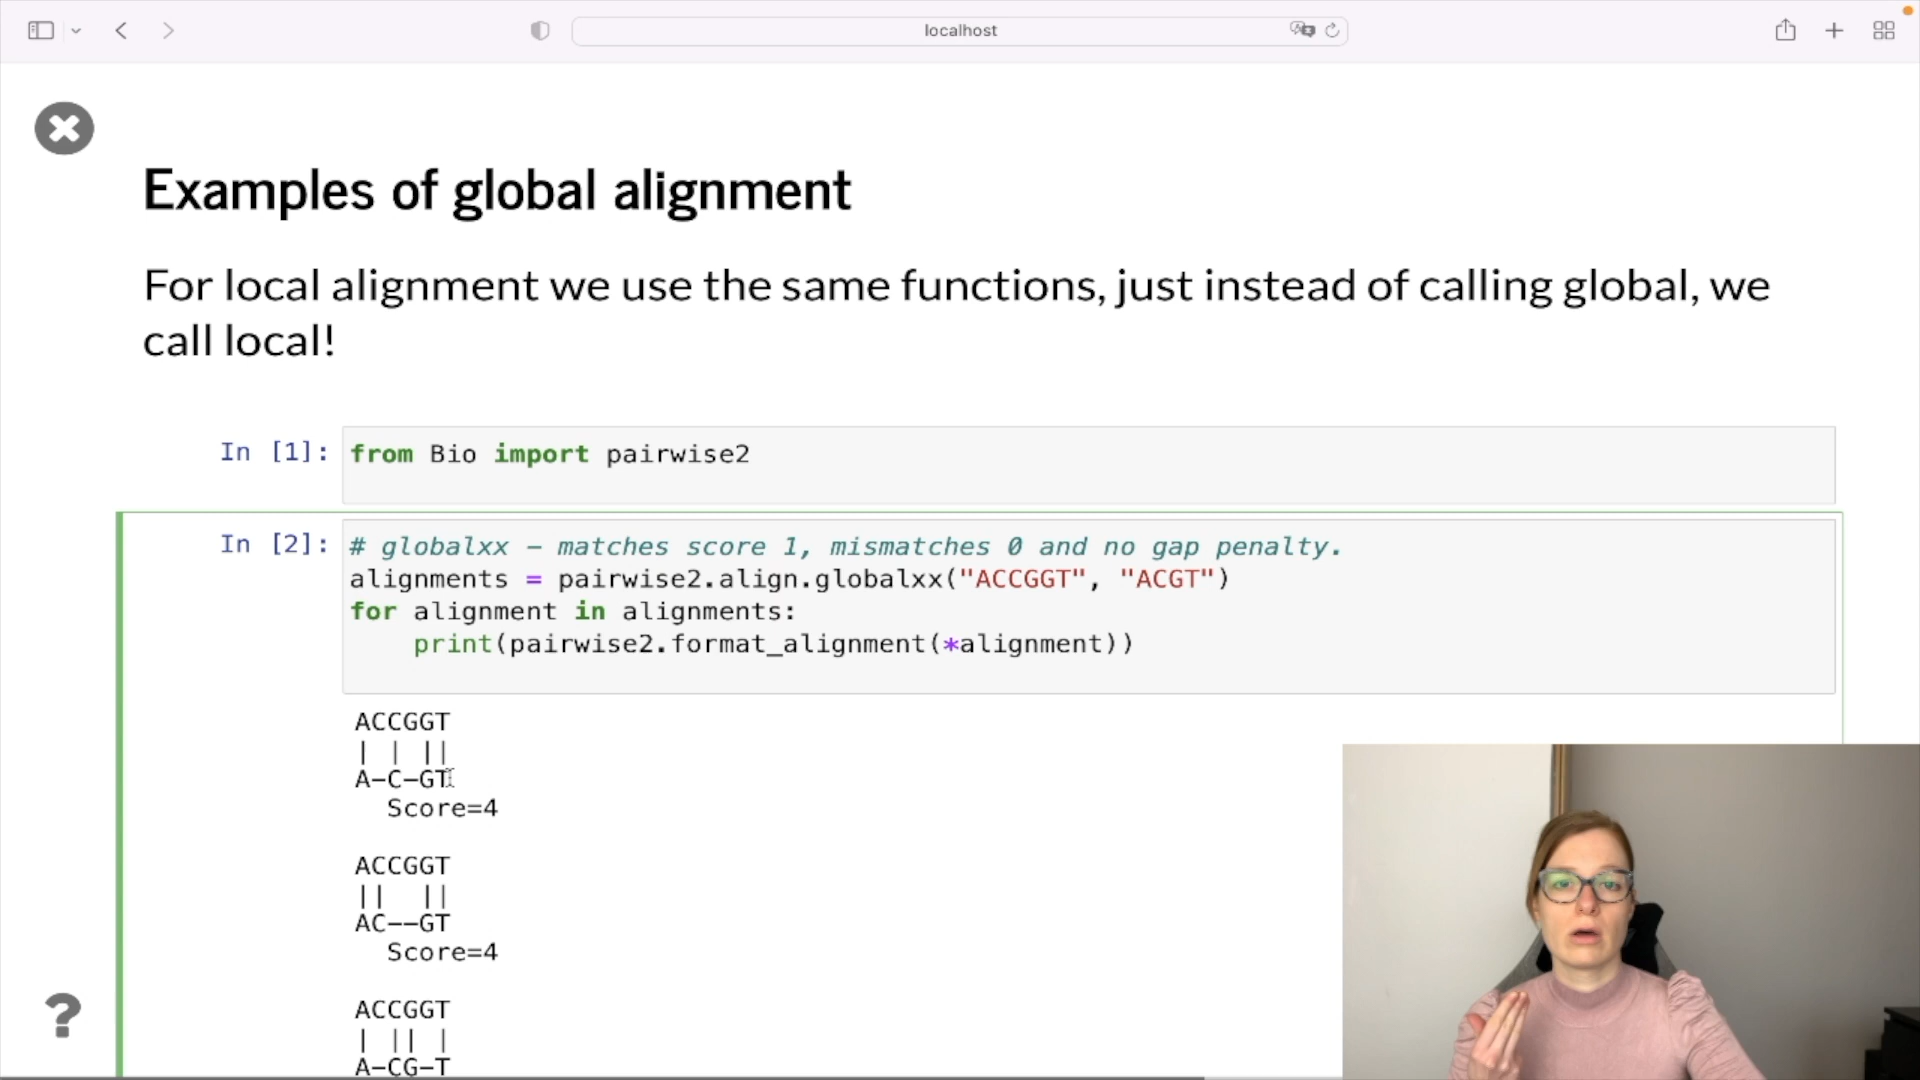 localhost
Examples of global alignment
For local alignment we use the same functions, just instead of calling global, we
call local!
In [1]: from Bio import pairwise2
In [2]: # globalxx – matches score 1, mismatches 0 and no gap penalty.
alignments = pairwise2.align.globalxx("ACCGGT", "ACGT")
for alignment in alignments:
    print(pairwise2.format_alignment(*alignment))
ACCGGT
| | ||
A-C-GT
  Score=4
ACCGGT
||  ||
AC--GT
  Score=4
ACCGGT
| || |
A-CG-T
?